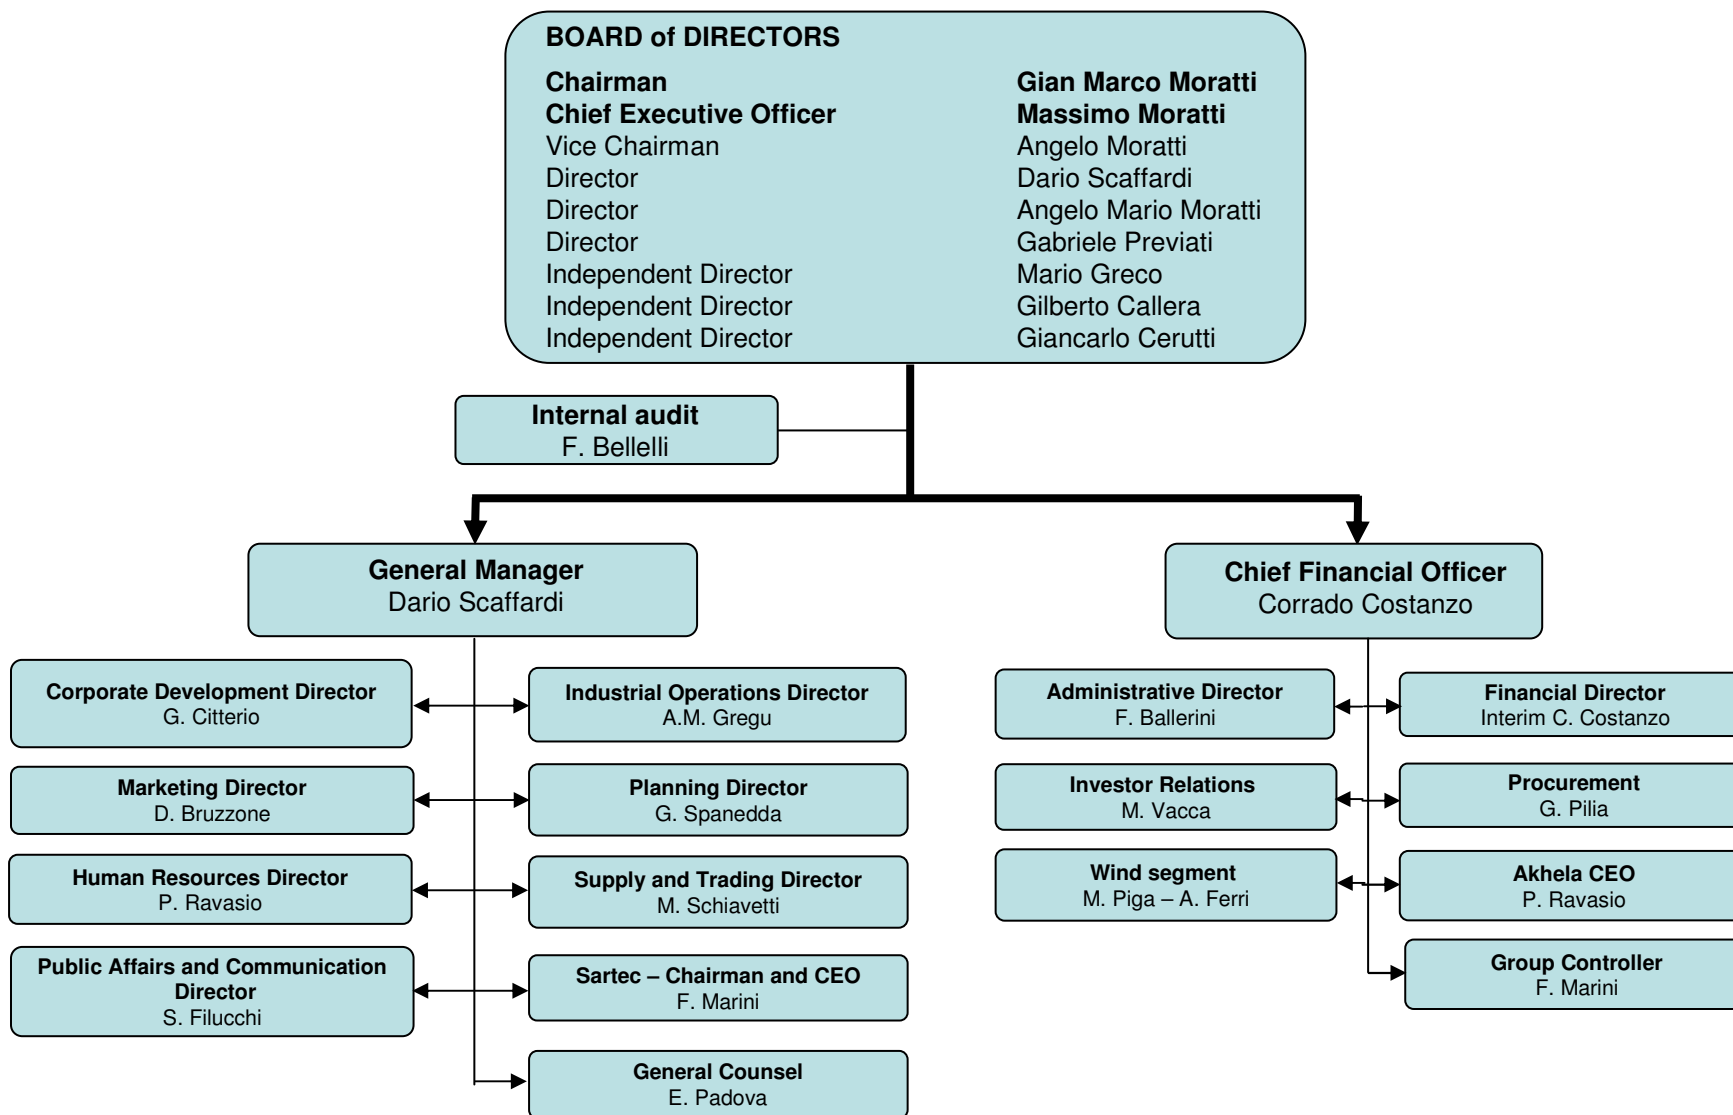 BOARD of DIRECTORS
Chairman Gian Marco Moratti
Chief Executive Officer Massimo Moratti
Vice Chairman Angelo Moratti
Director Dario Scaffardi
Director Angelo Mario Moratti
Director Gabriele Previati
Independent Director Mario Greco
Independent Director Gilberto Callera
Independent Director Giancarlo Cerutti
Internal audit
F. Bellelli
General Manager
Dario Scaffardi
Chief Financial Officer
Corrado Costanzo
Corporate Development Director
G. Citterio
Industrial Operations Director
A.M. Gregu
Marketing Director
D. Bruzzone
Planning Director
G. Spanedda
Human Resources Director
P. Ravasio
Supply and Trading Director
M. Schiavetti
Public Affairs and Communication
Director
S. Filucchi
Sartec – Chairman and CEO
F. Marini
General Counsel
E. Padova
Administrative Director
F. Ballerini
Financial Director
Interim C. Costanzo
Investor Relations
M. Vacca
Procurement
G. Pilia
Wind segment
M. Piga – A. Ferri
Akhela CEO
P. Ravasio
Group Controller
F. Marini